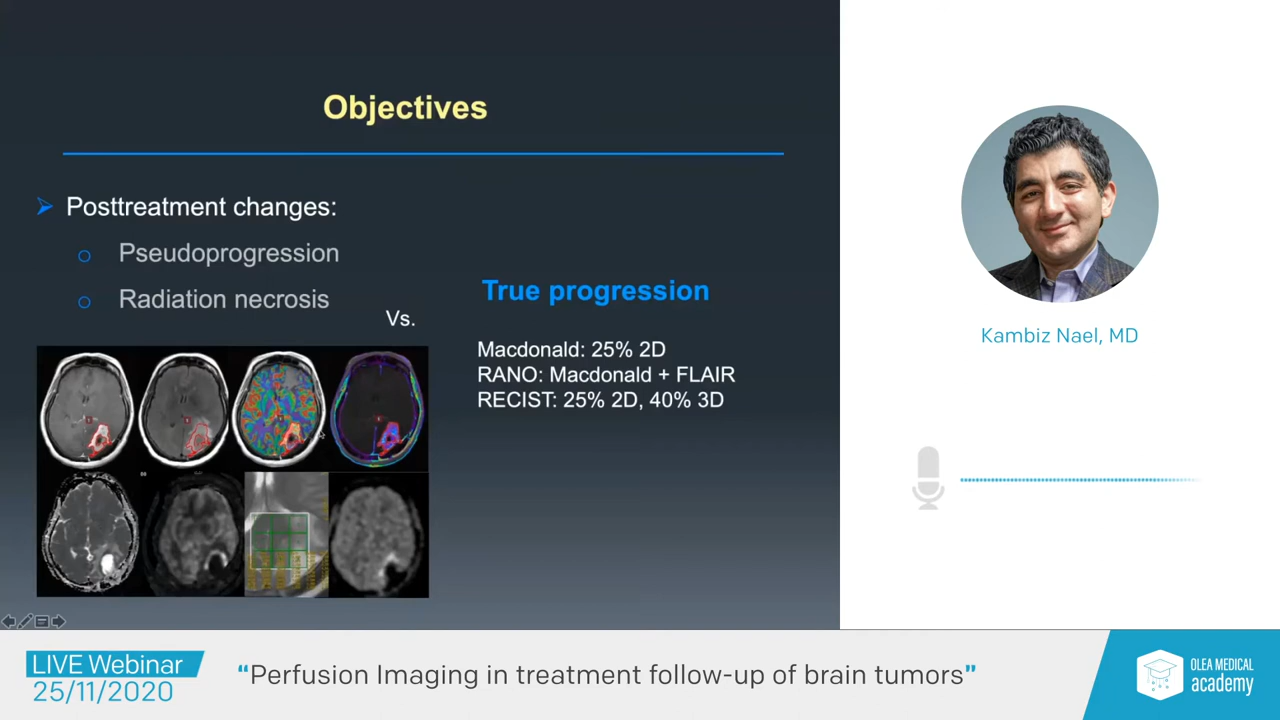 Objectives
Posttreatment changes:
Pseudoprogression
Radiation necrosis
Vs.
True progression
Macdonald: 25% 2D
RANO: Macdonald + FLAIR
RECIST: 25% 2D, 40% 3D
Kambiz Nael, MD
LIVE Webinar
25/11/2020
“Perfusion Imaging in treatment follow-up of brain tumors”
OLEA MEDICAL
academy